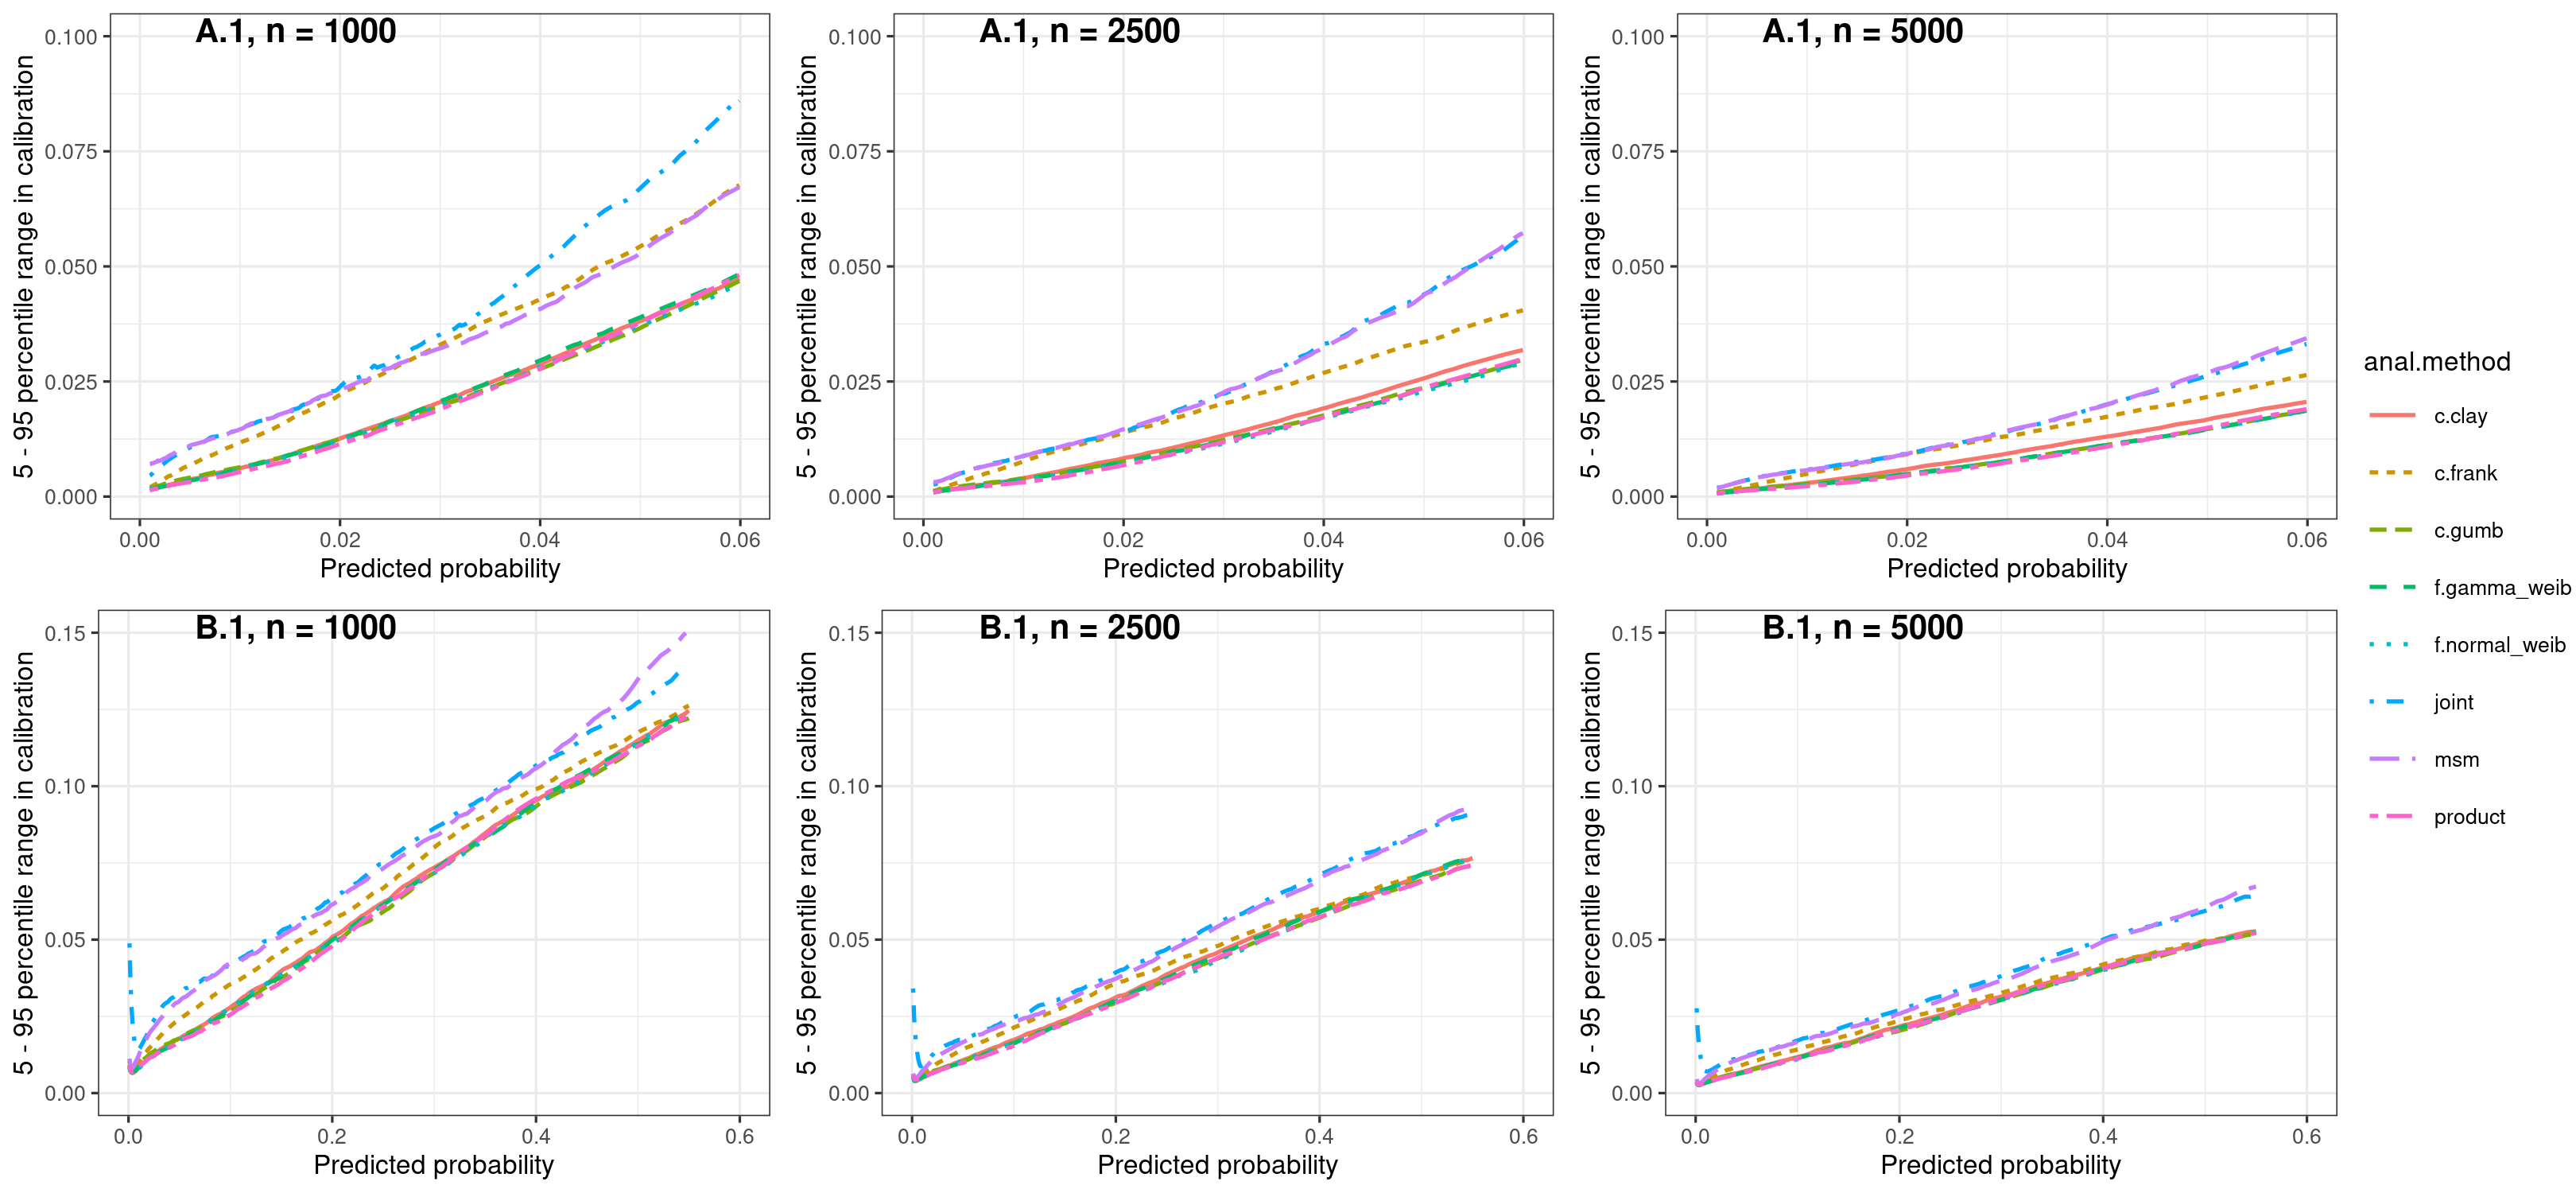 A.1, n = 1000
5 - 95 percentile range in calibration
0.100
0.075
0.050
0.025
0.000
0.00 0.02 0.04 0.06
Predicted probability
A.1, n = 2500
5 - 95 percentile range in calibration
0.100
0.075
0.050
0.025
0.000
0.00 0.02 0.04 0.06
Predicted probability
A.1, n = 5000
5 - 95 percentile range in calibration
0.100
0.075
0.050
0.025
0.000
0.00 0.02 0.04 0.06
Predicted probability
B.1, n = 1000
5 - 95 percentile range in calibration
0.15
0.10
0.05
0.00
0.0 0.2 0.4 0.6
Predicted probability
B.1, n = 2500
5 - 95 percentile range in calibration
0.15
0.10
0.05
0.00
0.0 0.2 0.4 0.6
Predicted probability
B.1, n = 5000
5 - 95 percentile range in calibration
0.15
0.10
0.05
0.00
0.0 0.2 0.4 0.6
Predicted probability
anal.method
c.clay
c.frank
c.gumb
f.gamma_weib
f.normal_weib
joint
msm
product